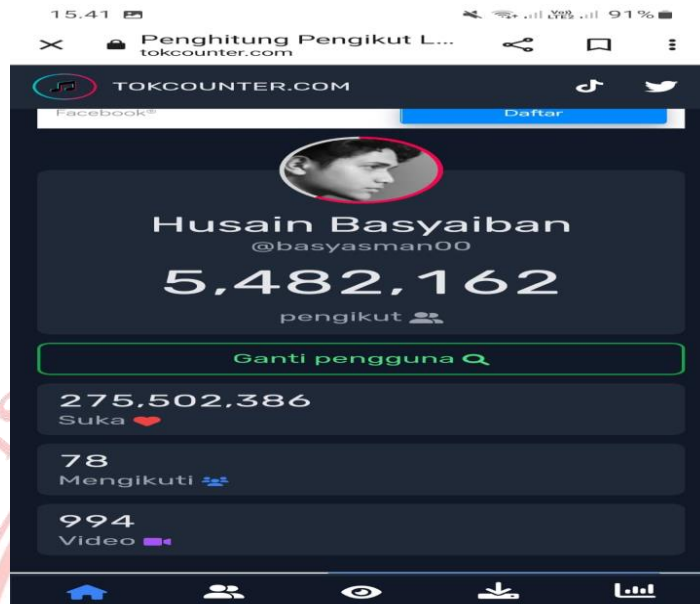 15.41 91%
Penghitung Pengikut L...
tokcounter.com
TOKCOUNTER.COM
Facebook® Daftar
Husain Basyaiban
@basyasman00
5,482,162
pengikut
Ganti pengguna
275,502,386
Suka
78
Mengikuti
994
Video